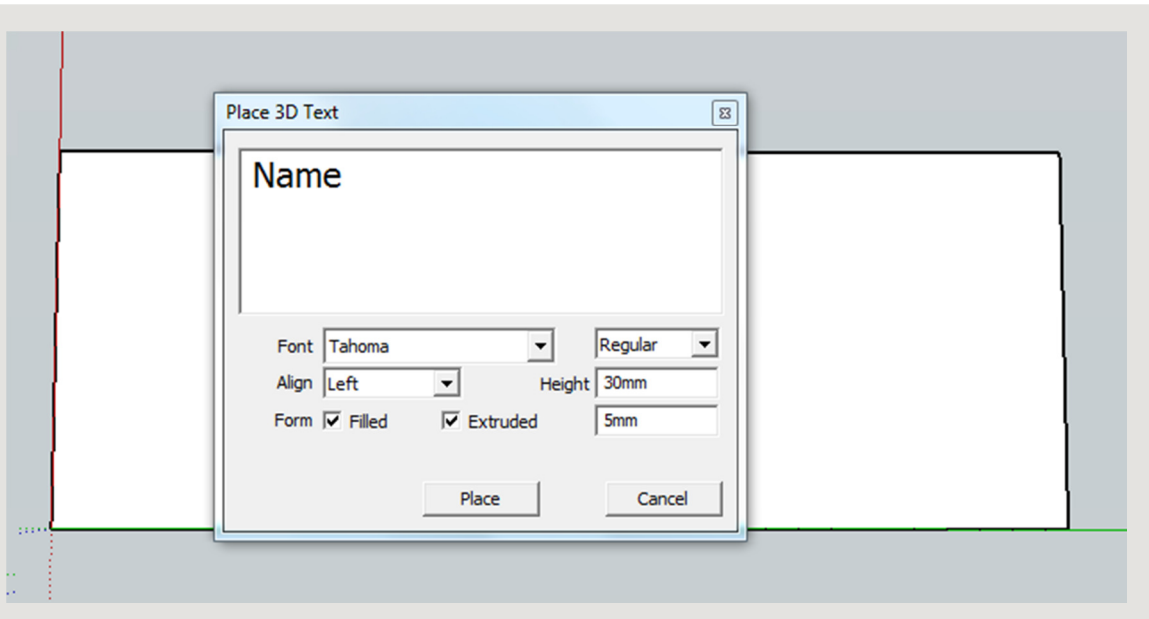 Place 3D Text
Name
Font Tahoma Regular
Align Left Height 30mm
Form Filled Extruded 5mm
Place Cancel